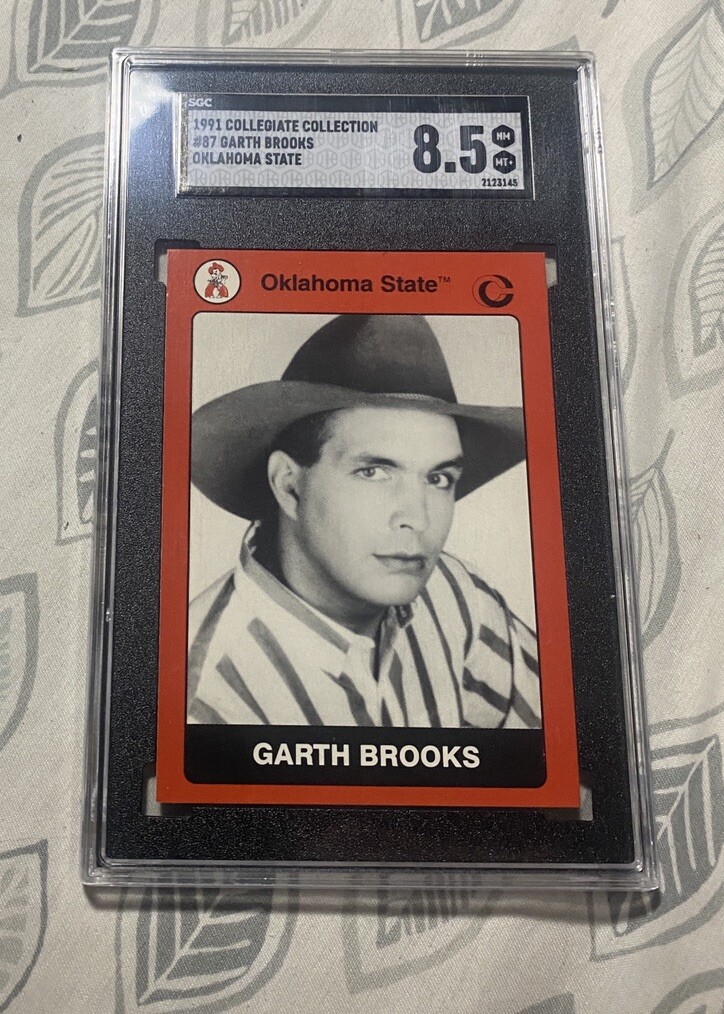 SGC
1991 COLLEGIATE COLLECTION
#87 GARTH BROOKS
OKLAHOMA STATE
8.5
NM
MT+
2123145
Oklahoma State™
GARTH BROOKS